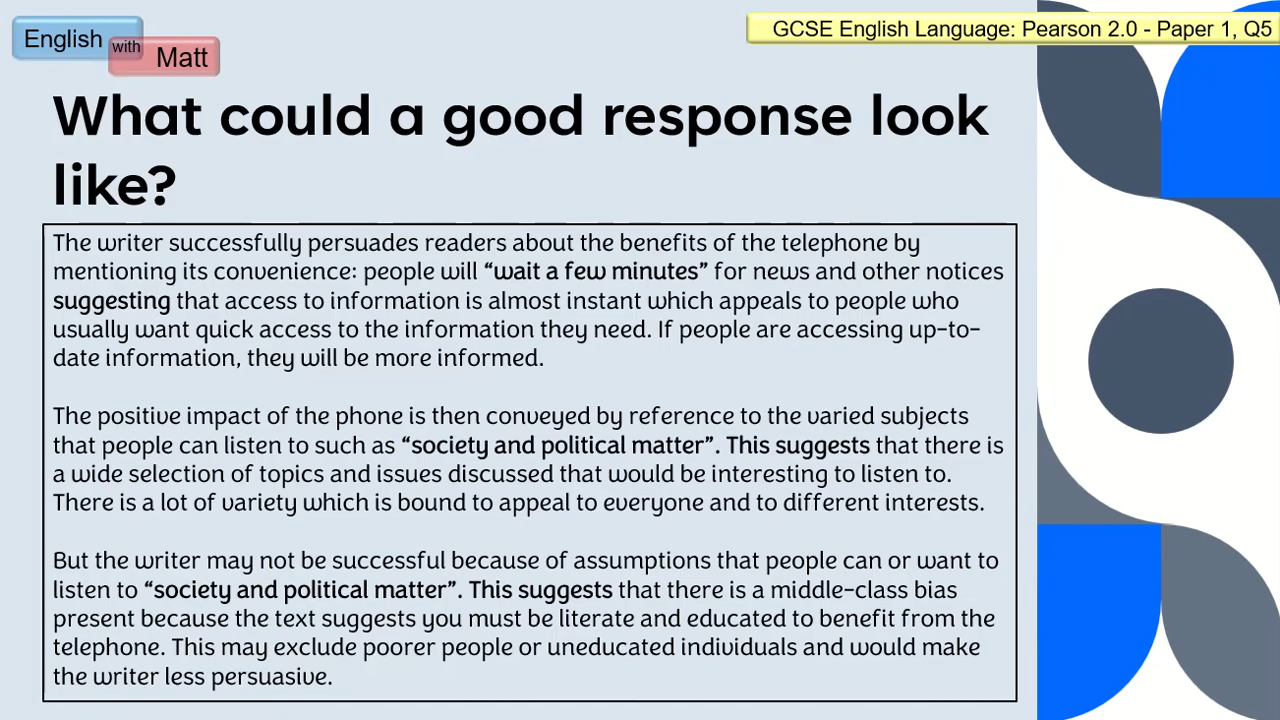 English with Matt
GCSE English Language: Pearson 2.0 - Paper 1, Q5
What could a good response look
like?
The writer successfully persuades readers about the benefits of the telephone by
mentioning its convenience: people will “wait a few minutes” for news and other notices
suggesting that access to information is almost instant which appeals to people who
usually want quick access to the information they need. If people are accessing up-to-
date information, they will be more informed.
The positive impact of the phone is then conveyed by reference to the varied subjects
that people can listen to such as “society and political matter”. This suggests that there is
a wide selection of topics and issues discussed that would be interesting to listen to.
There is a lot of variety which is bound to appeal to everyone and to different interests.
But the writer may not be successful because of assumptions that people can or want to
listen to “society and political matter”. This suggests that there is a middle-class bias
present because the text suggests you must be literate and educated to benefit from the
telephone. This may exclude poorer people or uneducated individuals and would make
the writer less persuasive.